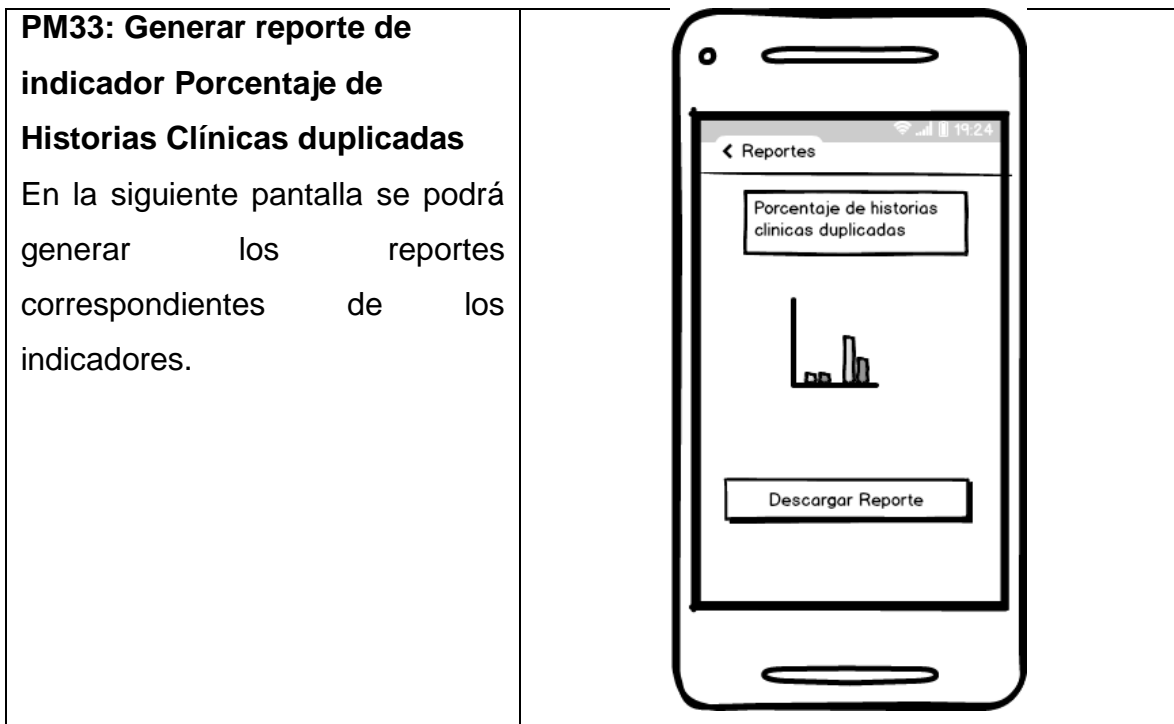 PM33: Generar reporte de
indicador Porcentaje de
Historias Clínicas duplicadas
En la siguiente pantalla se podrá
generar los reportes
correspondientes de los
indicadores.
19:24
Reportes
Porcentaje de historias
clinicas duplicadas
Descargar Reporte